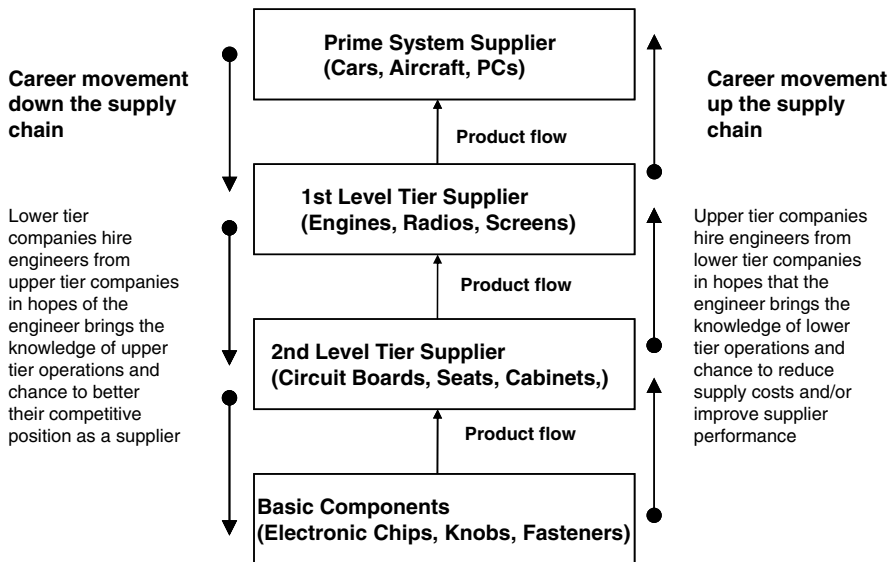 Prime System Supplier
(Cars, Aircraft, PCs)
Career movement
down the supply
chain
Career movement
up the supply
chain
Product flow
1st Level Tier Supplier
(Engines, Radios, Screens)
Lower tier
companies hire
engineers from
upper tier companies
in hopes of the
engineer brings the
knowledge of upper
tier operations and
chance to better
their competitive
position as a supplier
Upper tier companies
hire engineers from
lower tier companies
in hopes that the
engineer brings the
knowledge of lower
tier operations and
chance to reduce
supply costs and/or
improve supplier
performance
Product flow
2nd Level Tier Supplier
(Circuit Boards, Seats, Cabinets,)
Product flow
Basic Components
(Electronic Chips, Knobs, Fasteners)